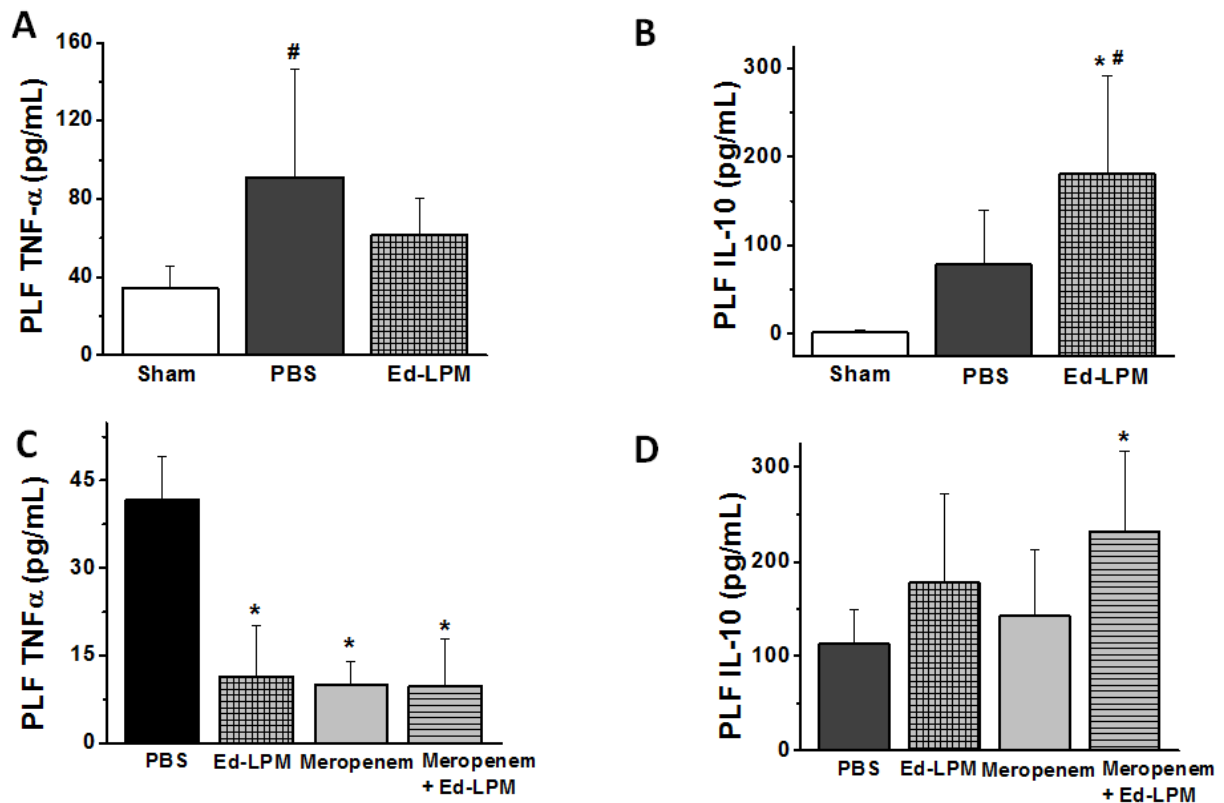 A
PLF TNF-α (pg/mL)
160
120
80
40
0
#
Sham
PBS
Ed-LPM
B
PLF IL-10 (pg/mL)
300
200
100
0
* #
Sham
PBS
Ed-LPM
C
PLF TNFα (pg/mL)
45
30
15
0
*
*
*
PBS
Ed-LPM
Meropenem
Meropenem
+ Ed-LPM
D
PLF IL-10 (pg/mL)
300
200
100
0
*
PBS
Ed-LPM
Meropenem
Meropenem
+ Ed-LPM